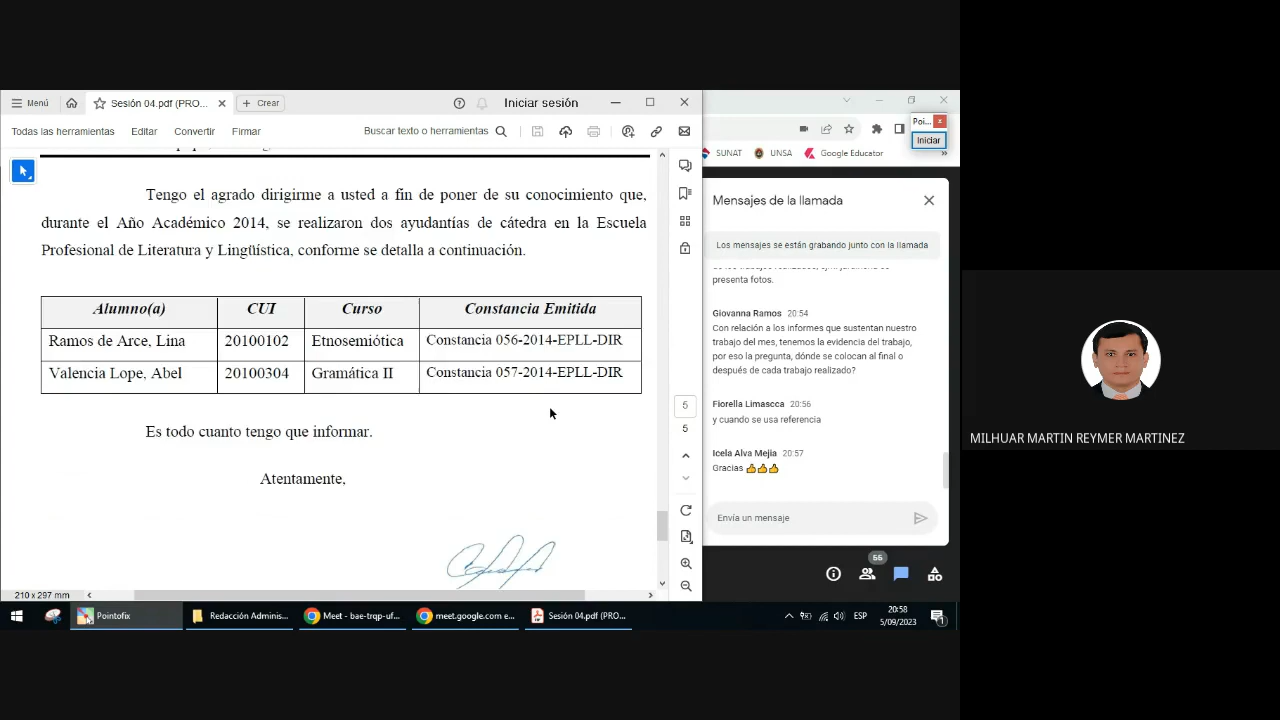 Menú
Sesión 04.pdf (PRO...
Crear
Iniciar sesión
Todas las herramientas
Editar
Convertir
Firmar
Buscar texto o herramientas
Tengo el agrado dirigirme a usted a fin de poner de su conocimiento que,
durante el Año Académico 2014, se realizaron dos ayudantías de cátedra en la Escuela
Profesional de Literatura y Lingüística, conforme se detalla a continuación.
Alumno(a) CUI Curso Constancia Emitida
Ramos de Arce, Lina 20100102 Etnosemiótica Constancia 056-2014-EPLL-DIR
Valencia Lope, Abel 20100304 Gramática II Constancia 057-2014-EPLL-DIR
Es todo cuanto tengo que informar.
Atentamente,
5
5
210 x 297 mm
Poi...
Iniciar
SUNAT
UNSA
Google Educator
Mensajes de la llamada
Los mensajes se están grabando junto con la llamada
presenta fotos.
Giovanna Ramos 20:54
Con relación a los informes que sustentan nuestro
trabajo del mes, tenemos la evidencia del trabajo,
por eso la pregunta, dónde se colocan al final o
después de cada trabajo realizado?
Fiorella Limascca 20:56
y cuando se usa referencia
Icela Alva Mejia 20:57
Gracias 👍👍👍
Envía un mensaje
55
MILHUAR MARTIN REYMER MARTINEZ
Pointofix
Redacción Adminis...
Meet - bae-trqp-uf...
meet.google.com e...
Sesión 04.pdf (PRO...
ESP
20:58
5/09/2023
1